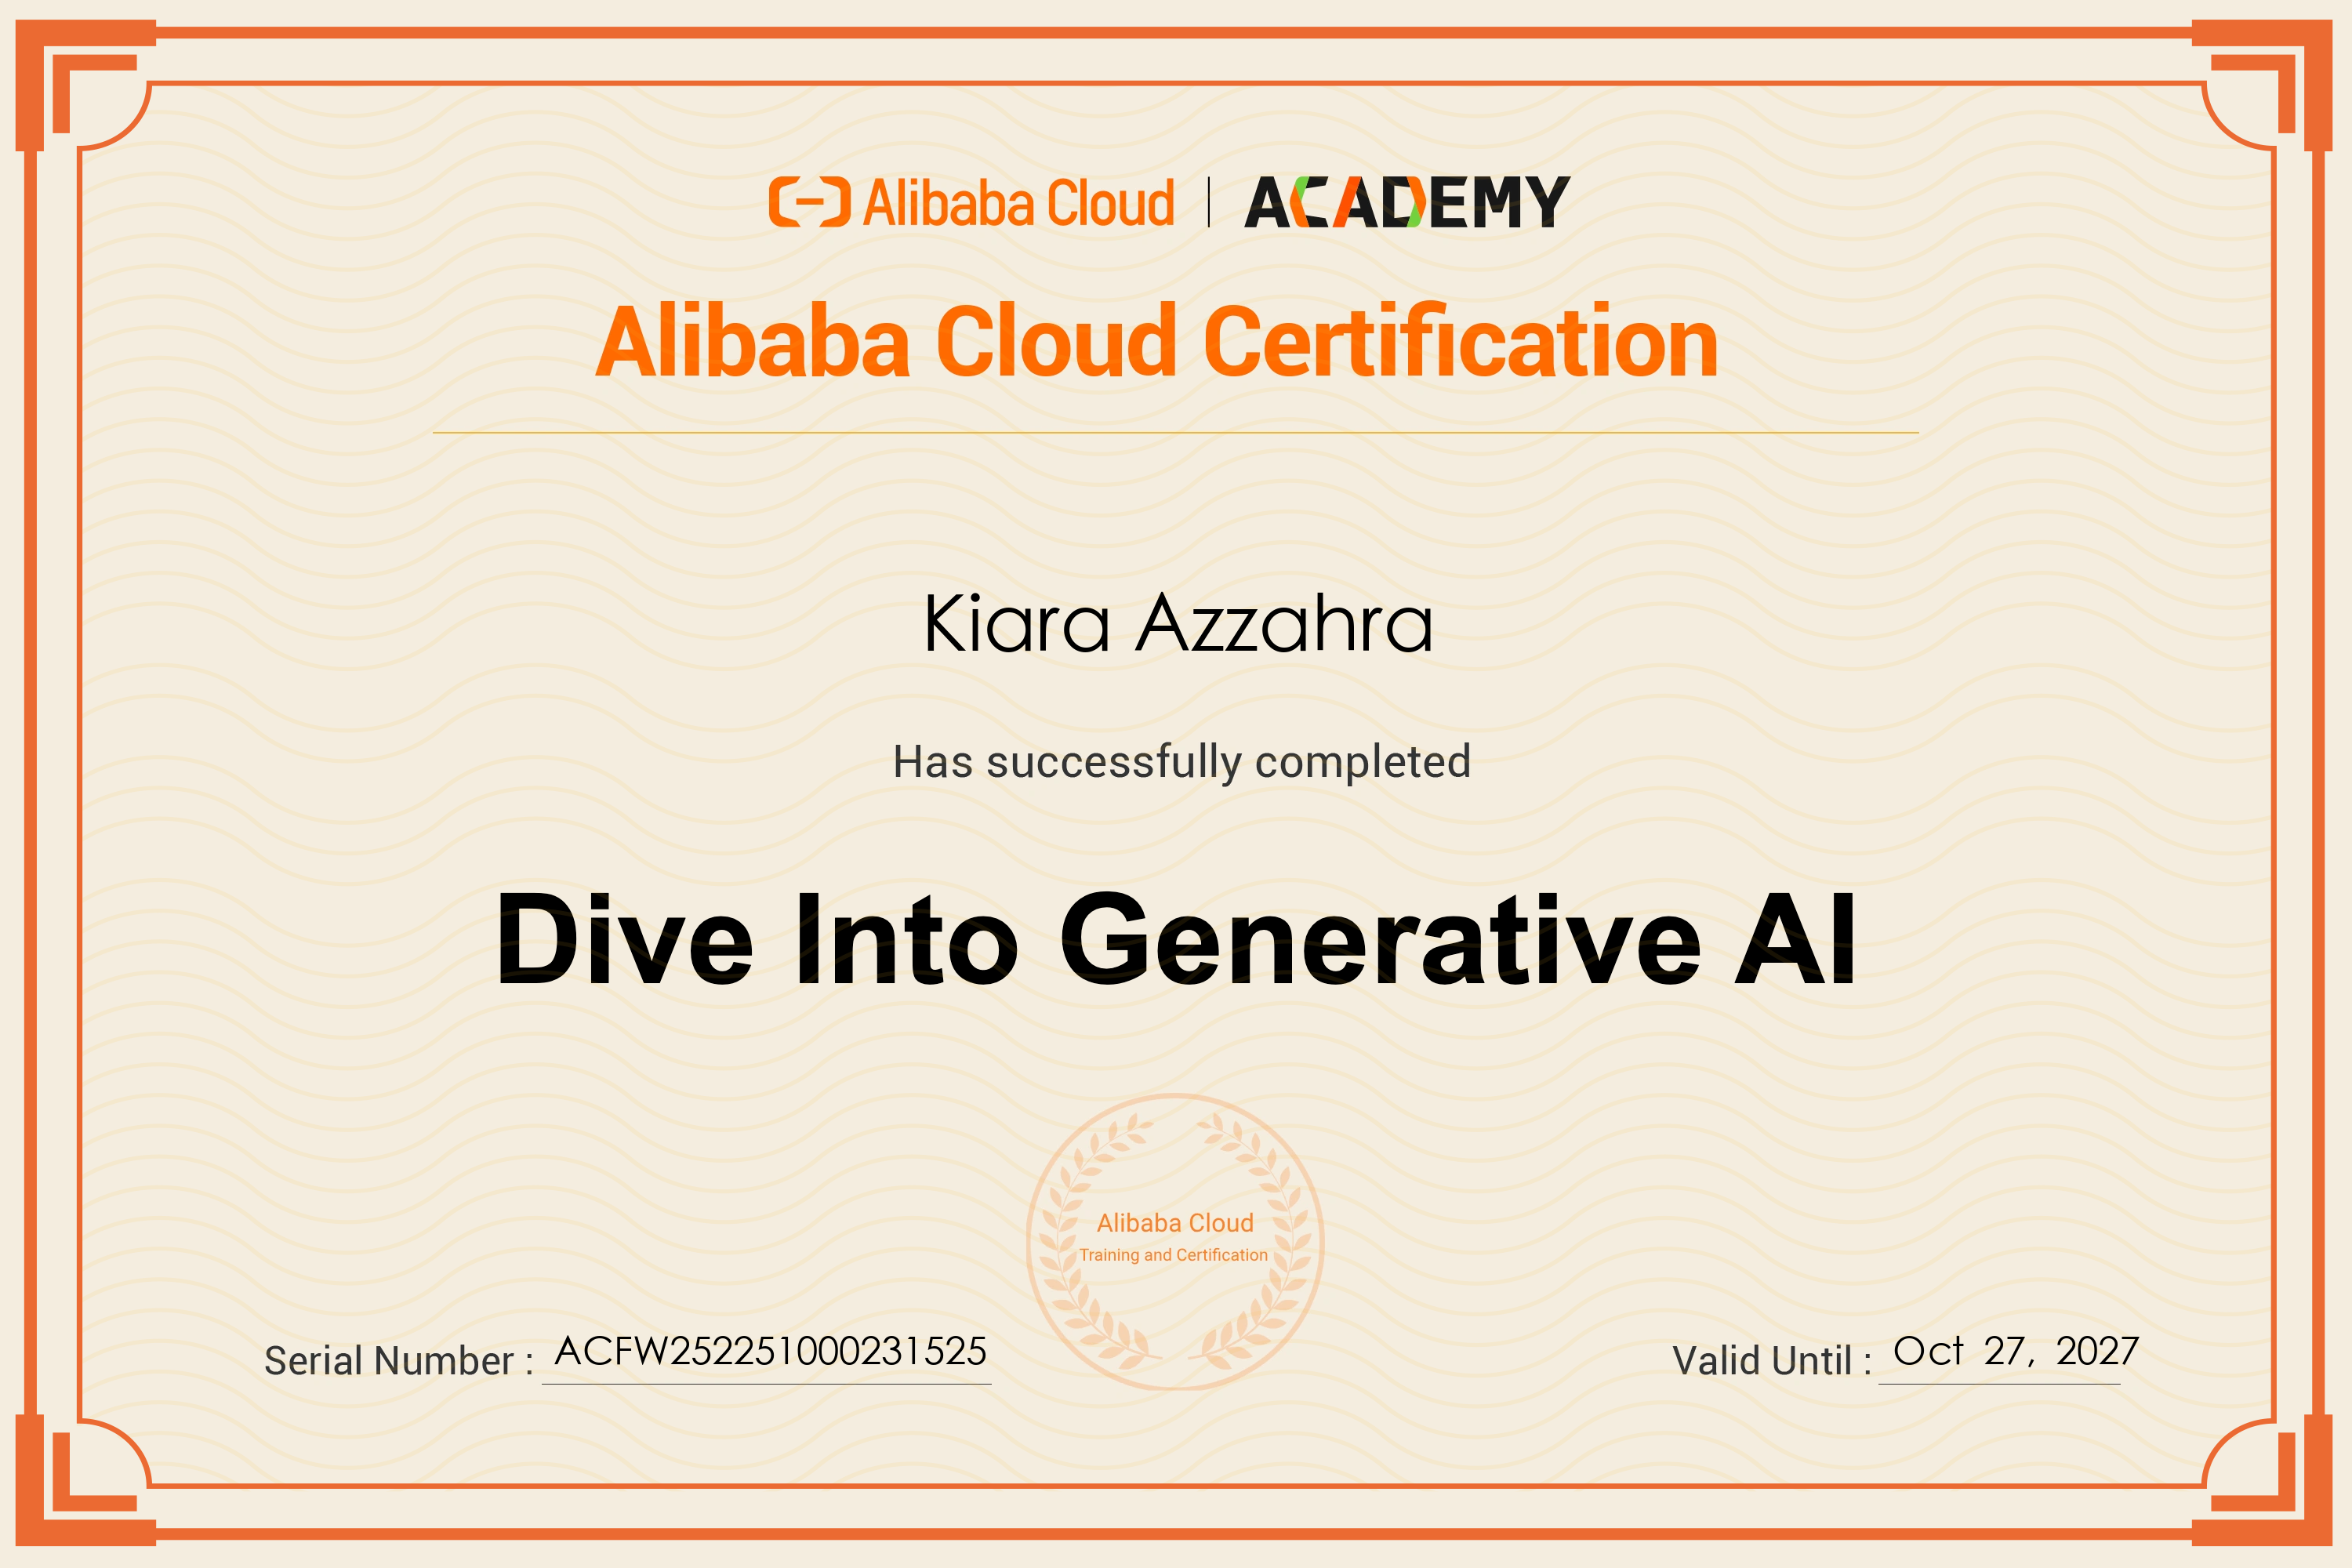 Alibaba Cloud | ACADEMY
Alibaba Cloud Certification
Kiara Azzahra
Has successfully completed
Dive Into Generative AI
Alibaba Cloud
Training and Certification
Serial Number : ACFW252251000231525
Valid Until : Oct 27, 2027